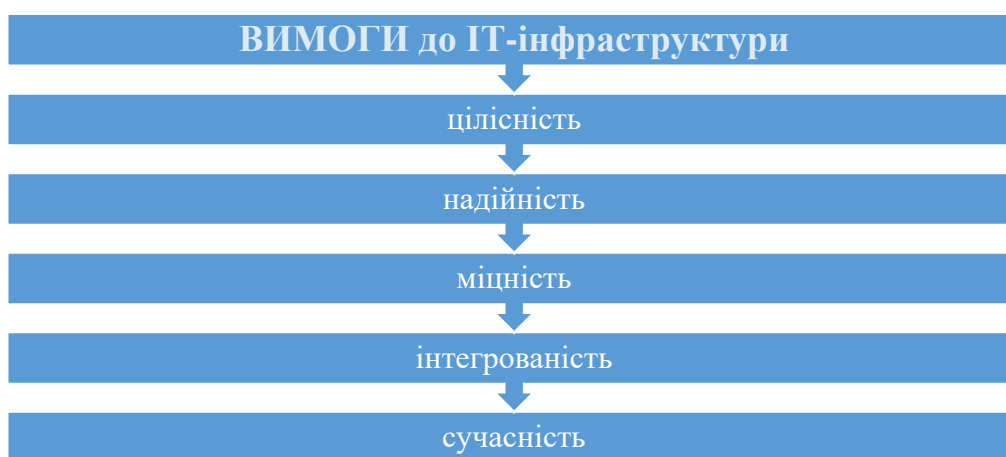 ВИМОГИ до ІТ-інфраструктури
цілісність
надійність
міцність
інтегрованість
сучасність